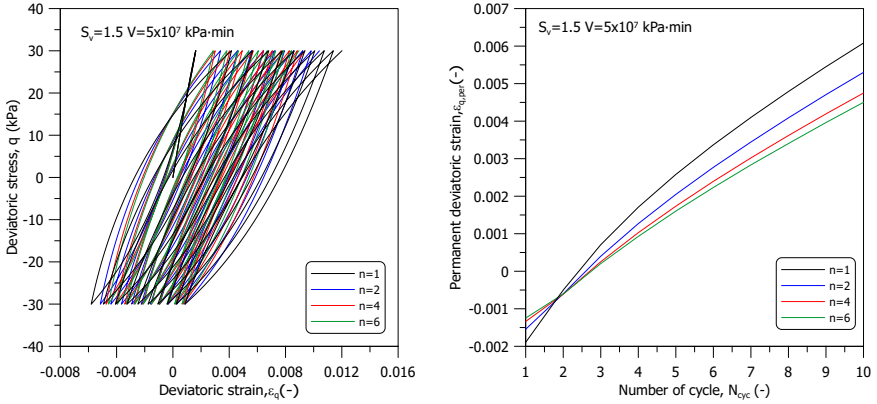 S_v=1.5 V=5x10⁷ kPa·min
40
30
20
10
0
-10
-20
-30
-40
Deviatoric stress, q (kPa)
n=1
n=2
n=4
n=6
-0.008
-0.004
0
0.004
0.008
0.012
0.016
Deviatoric strain,ε_q(-)
S_v=1.5 V=5x10⁷ kPa·min
0.007
0.006
0.005
0.004
0.003
0.002
0.001
0
-0.001
-0.002
Permanent deviatoric strain,ε_q,per(-)
n=1
n=2
n=4
n=6
1
2
3
4
5
6
7
8
9
10
Number of cycle, N_cyc (-)